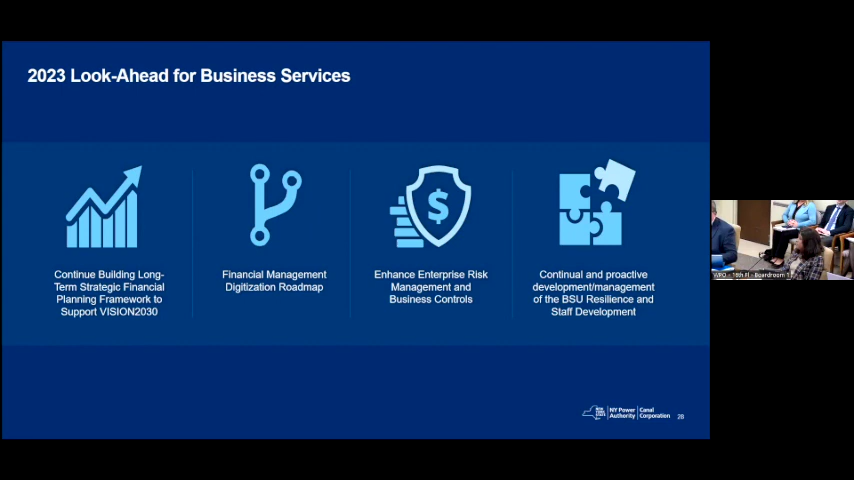 2023 Look-Ahead for Business Services
Continue Building Long-
Term Strategic Financial
Planning Framework to
Support VISION2030
Financial Management
Digitization Roadmap
$
Enhance Enterprise Risk
Management and
Business Controls
Continual and proactive
development/management
of the BSU Resilience and
Staff Development
NY Power
Authority
Canal
Corporation
28
WPO - 16th Fl - Boardroom 1